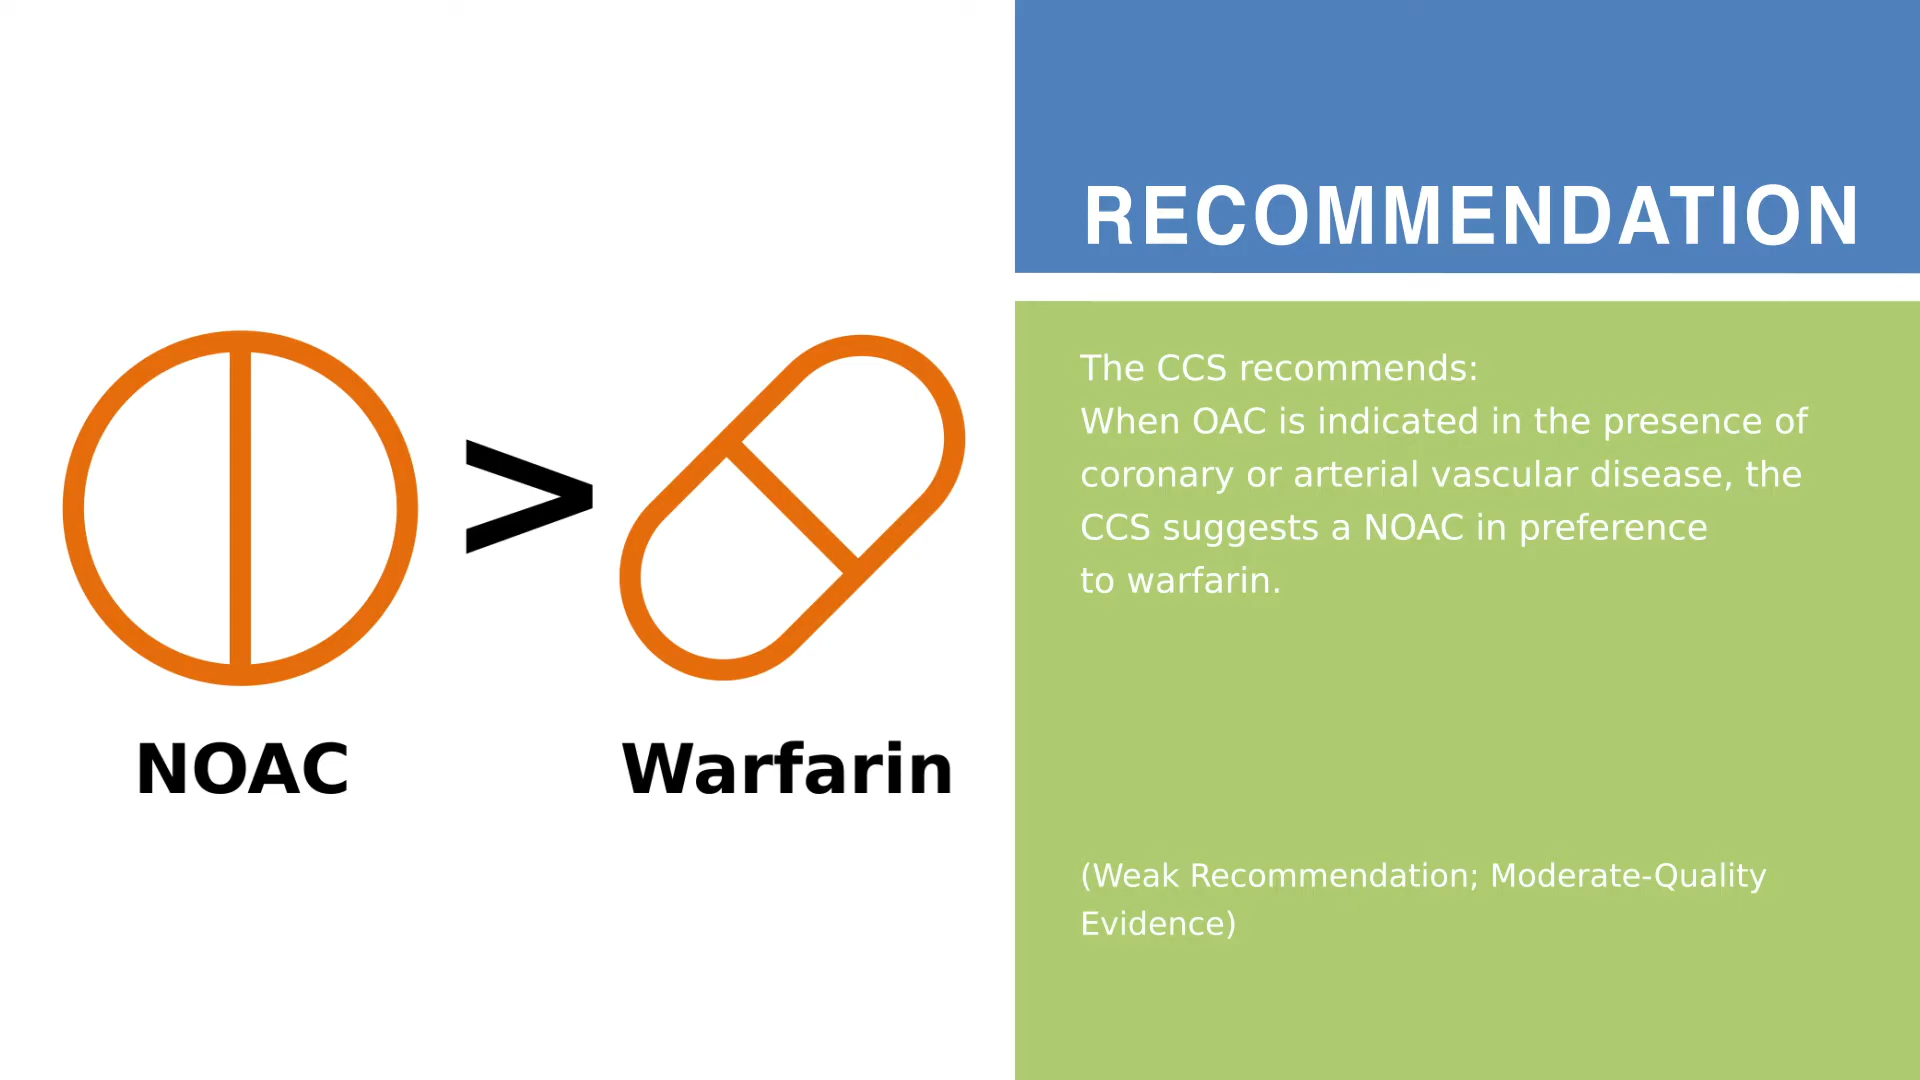 RECOMMENDATION
The CCS recommends:
When OAC is indicated in the presence of
coronary or arterial vascular disease, the
CCS suggests a NOAC in preference
to warfarin.
(Weak Recommendation; Moderate-Quality
Evidence)
>
NOAC
Warfarin